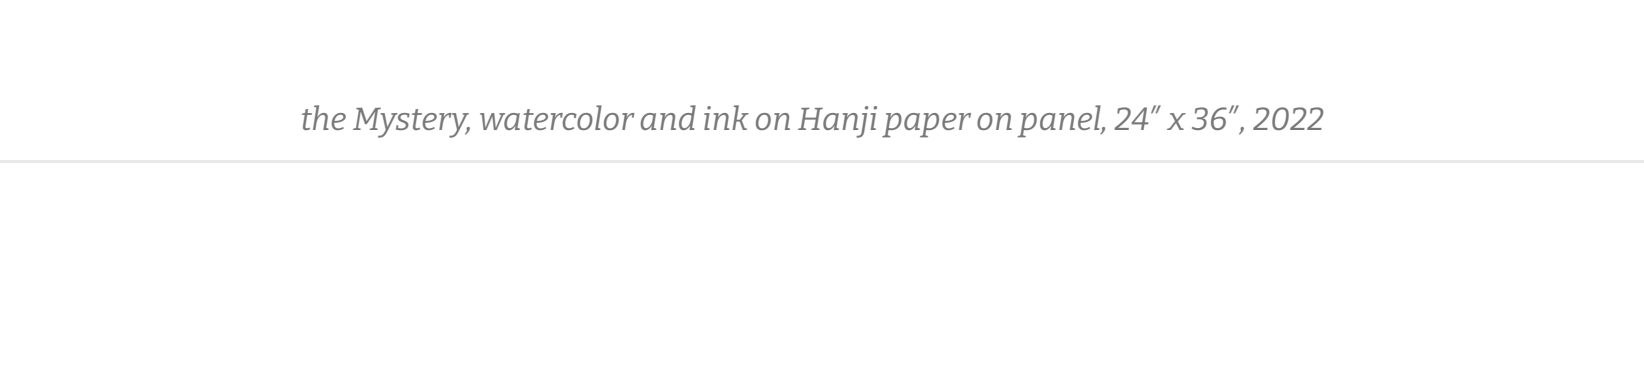 the Mystery, watercolor and ink on Hanji paper on panel, 24″ x 36″, 2022